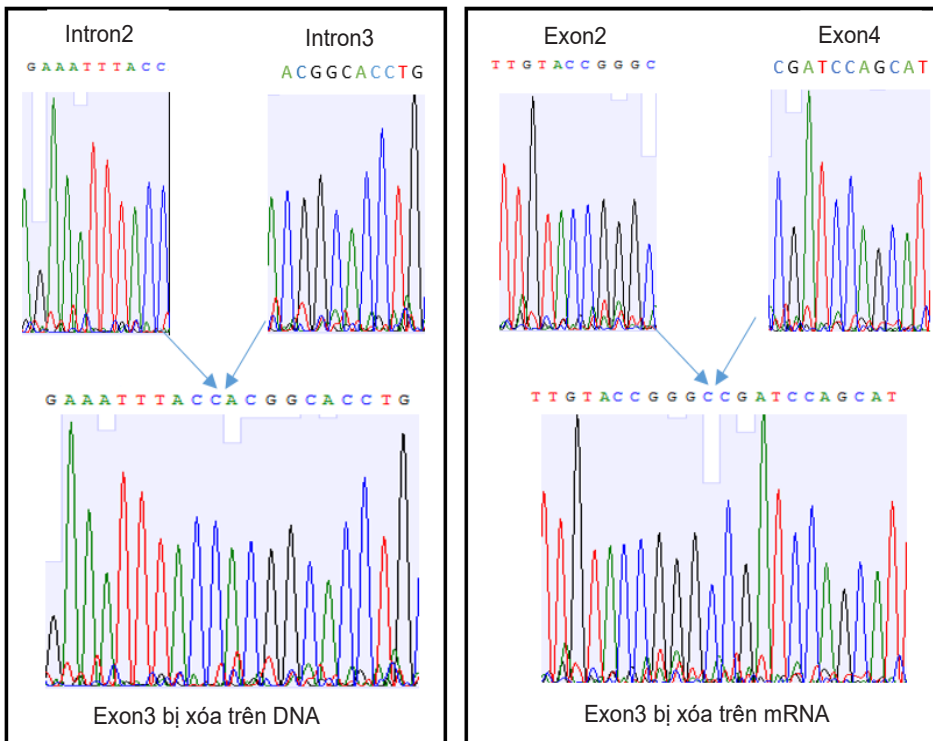 Intron2
GAAATTTACC
Intron3
ACGGCACCTG
GAAATTTACCACGGCACCTG
Exon3 bị xóa trên DNA
Exon2
TTGTACCGGGC
Exon4
CGATCCAGCAT
TTGTACCGGGCCGATCCAGCAT
Exon3 bị xóa trên mRNA